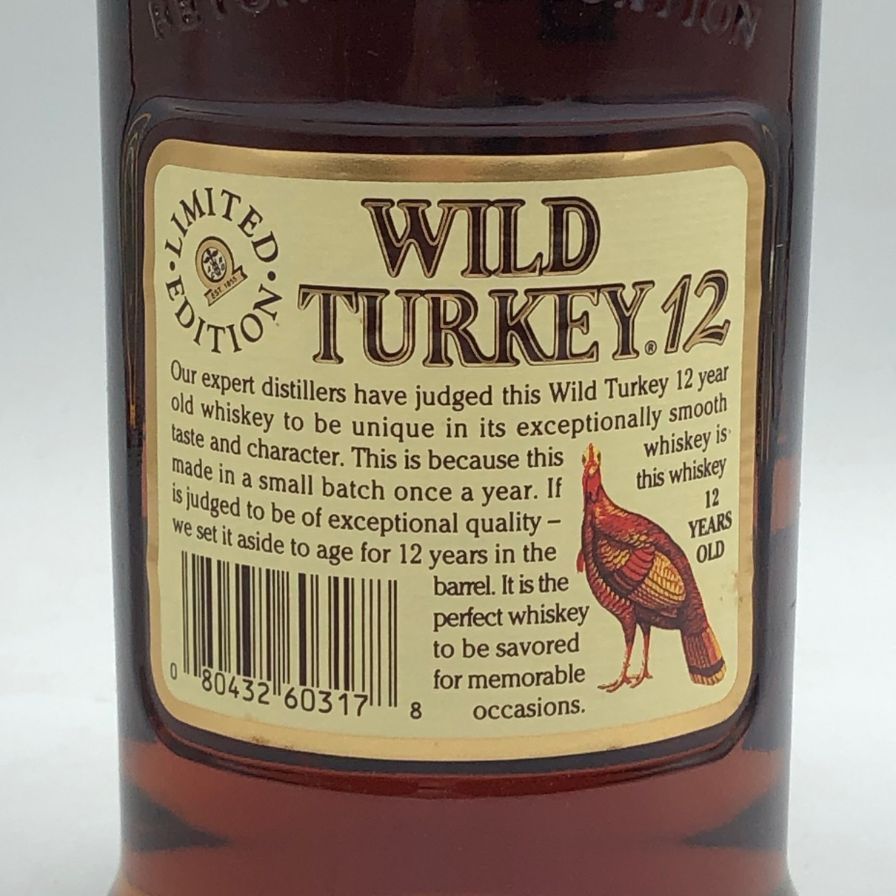 BEYOND DUPLICATION
LIMITED
EDITION
EST. 1855
WILD
TURKEY®12
Our expert distillers have judged this Wild Turkey 12 year
old whiskey to be unique in its exceptionally smooth
taste and character. This is because this whiskey is
made in a small batch once a year. If this whiskey
is judged to be of exceptional quality –
we set it aside to age for 12 years in the
barrel. It is the
perfect whiskey
to be savored
for memorable
occasions.
12
YEARS
OLD
0 80432 60317 8